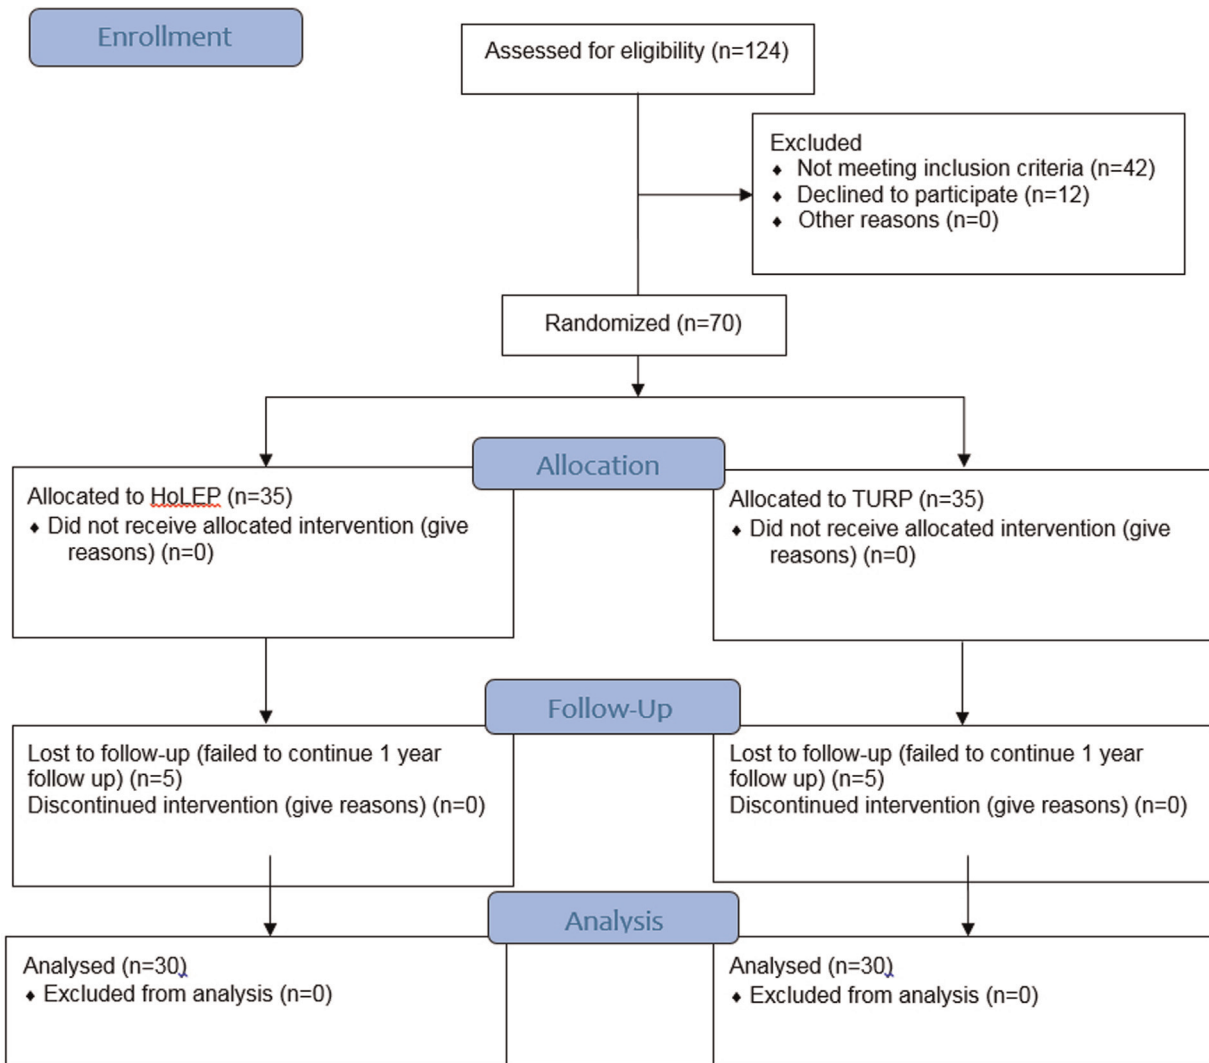 Enrollment
Assessed for eligibility (n=124)
Excluded
♦ Not meeting inclusion criteria (n=42)
♦ Declined to participate (n=12)
♦ Other reasons (n=0)
Randomized (n=70)
Allocation
Allocated to HoLEP (n=35)
♦ Did not receive allocated intervention (give
reasons) (n=0)
Allocated to TURP (n=35)
♦ Did not receive allocated intervention (give
reasons) (n=0)
Follow-Up
Lost to follow-up (failed to continue 1 year
follow up) (n=5)
Discontinued intervention (give reasons) (n=0)
Lost to follow-up (failed to continue 1 year
follow up) (n=5)
Discontinued intervention (give reasons) (n=0)
Analysis
Analysed (n=30)
♦ Excluded from analysis (n=0)
Analysed (n=30)
♦ Excluded from analysis (n=0)